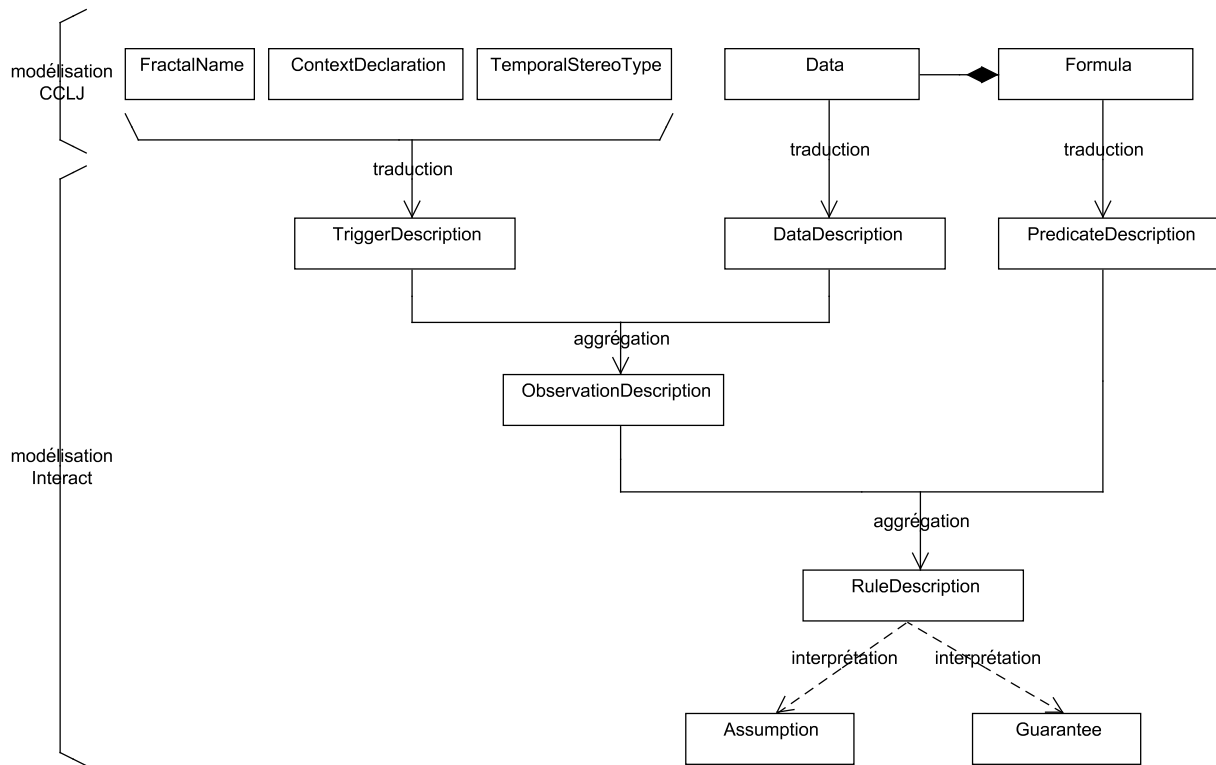 modélisation
CCLJ
FractalName
ContextDeclaration
TemporalStereoType
Data
Formula
traduction
traduction
traduction
TriggerDescription
DataDescription
PredicateDescription
aggrégation
ObservationDescription
modélisation
Interact
aggrégation
RuleDescription
interprétation
interprétation
Assumption
Guarantee